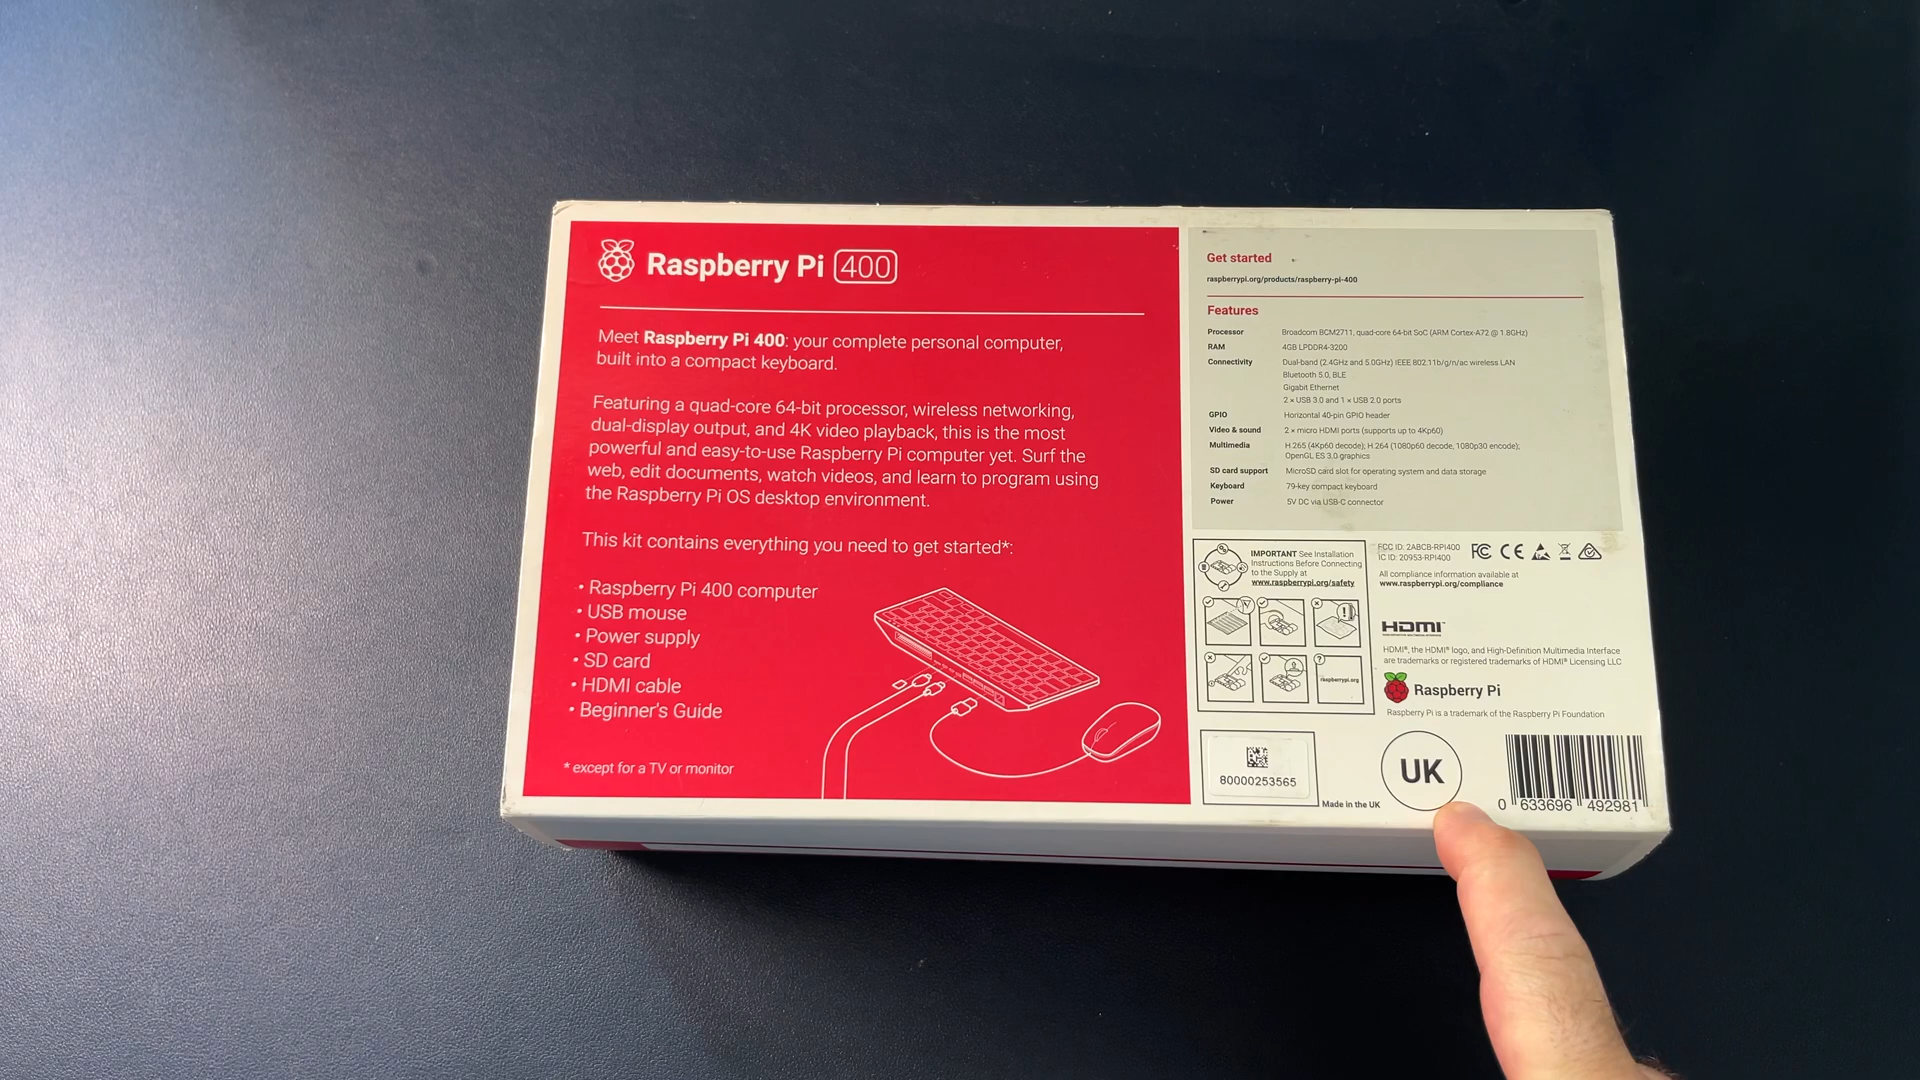 Raspberry Pi 400
Meet Raspberry Pi 400: your complete personal computer,
built into a compact keyboard.
Featuring a quad-core 64-bit processor, wireless networking,
dual-display output, and 4K video playback, this is the most
powerful and easy-to-use Raspberry Pi computer yet. Surf the
web, edit documents, watch videos, and learn to program using
the Raspberry Pi OS desktop environment.
This kit contains everything you need to get started*:
• Raspberry Pi 400 computer
• USB mouse
• Power supply
• SD card
• HDMI cable
• Beginner's Guide
* except for a TV or monitor
Get started
raspberrypi.org/products/raspberry-pi-400
Features
Processor Broadcom BCM2711, quad-core 64-bit SoC (ARM Cortex-A72 @ 1.8GHz)
RAM 4GB LPDDR4-3200
Connectivity Dual-band (2.4GHz and 5.0GHz) IEEE 802.11b/g/n/ac wireless LAN
Bluetooth 5.0, BLE
Gigabit Ethernet
2 × USB 3.0 and 1 × USB 2.0 ports
GPIO Horizontal 40-pin GPIO header
Video & sound 2 × micro HDMI ports (supports up to 4Kp60)
Multimedia H.265 (4Kp60 decode); H.264 (1080p60 decode, 1080p30 encode);
OpenGL ES 3.0 graphics
SD card support MicroSD card slot for operating system and data storage
Keyboard 79-key compact keyboard
Power 5V DC via USB-C connector
IMPORTANT See Installation
Instructions Before Connecting
to the Supply at
www.raspberrypi.org/safety
raspberrypi.org
FCC ID: 2ABCB-RPI400
IC ID: 20953-RPI400
FC CE
All compliance information available at
www.raspberrypi.org/compliance
HDMI
HDMI®, the HDMI® logo, and High-Definition Multimedia Interface
are trademarks or registered trademarks of HDMI® Licensing LLC
Raspberry Pi
Raspberry Pi is a trademark of the Raspberry Pi Foundation
80000253565
Made in the UK
UK
0 633696 492981